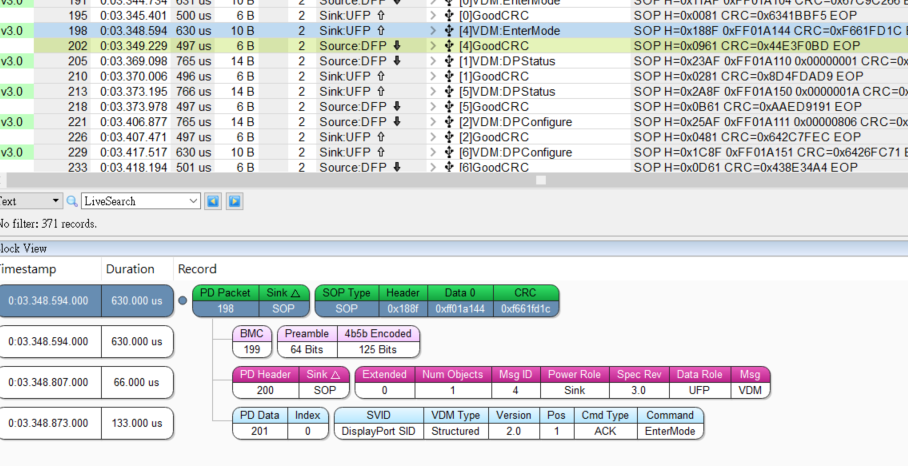 191 0:03.344.734 631 us 10 B 2 Source:DFP [0]VDM:EnterMode
195 0:03.345.401 500 us 6 B 2 Sink:UFP [0]GoodCRC SOP H=0x0081 CRC=0x6341BBF5 EOP
v3.0 198 0:03.348.594 630 us 10 B 2 Sink:UFP [4]VDM:EnterMode SOP H=0x188F 0xFF01A144 CRC=0xF661FD1C E
202 0:03.349.229 497 us 6 B 2 Source:DFP [4]GoodCRC SOP H=0x0961 CRC=0x44E3F0BD EOP
v3.0 205 0:03.369.098 765 us 14 B 2 Source:DFP [1]VDM:DPStatus SOP H=0x23AF 0xFF01A110 0x00000001 CRC=0x
210 0:03.370.006 496 us 6 B 2 Sink:UFP [1]GoodCRC SOP H=0x0281 CRC=0x8D4FDAD9 EOP
v3.0 213 0:03.373.195 766 us 14 B 2 Sink:UFP [5]VDM:DPStatus SOP H=0x2A8F 0xFF01A150 0x0000001A CRC=0
218 0:03.373.978 497 us 6 B 2 Source:DFP [5]GoodCRC SOP H=0x0B61 CRC=0xAAED9191 EOP
v3.0 221 0:03.406.877 765 us 14 B 2 Source:DFP [2]VDM:DPConfigure SOP H=0x25AF 0xFF01A111 0x00000806 CRC=0x
226 0:03.407.471 497 us 6 B 2 Sink:UFP [2]GoodCRC SOP H=0x0481 CRC=0x642C7FEC EOP
v3.0 229 0:03.417.517 630 us 10 B 2 Sink:UFP [6]VDM:DPConfigure SOP H=0x1C8F 0xFF01A151 CRC=0x6426FC71 E
233 0:03.418.194 501 us 6 B 2 Source:DFP [6]GoodCRC SOP H=0x0D61 CRC=0x438E34A4 EOP
Text LiveSearch
No filter: 371 records.
Block View
Timestamp Duration Record
0:03.348.594.000 630.000 us
PD Packet Sink SOP Type Header Data 0 CRC
198 SOP SOP 0x188f 0xff01a144 0xf661fd1c
0:03.348.594.000 630.000 us
BMC Preamble 4b5b Encoded
199 64 Bits 125 Bits
0:03.348.807.000 66.000 us
PD Header Sink Extended Num Objects Msg ID Power Role Spec Rev Data Role Msg
200 SOP 0 1 4 Sink 3.0 UFP VDM
0:03.348.873.000 133.000 us
PD Data Index SVID VDM Type Version Pos Cmd Type Command
201 0 DisplayPort SID Structured 2.0 1 ACK EnterMode